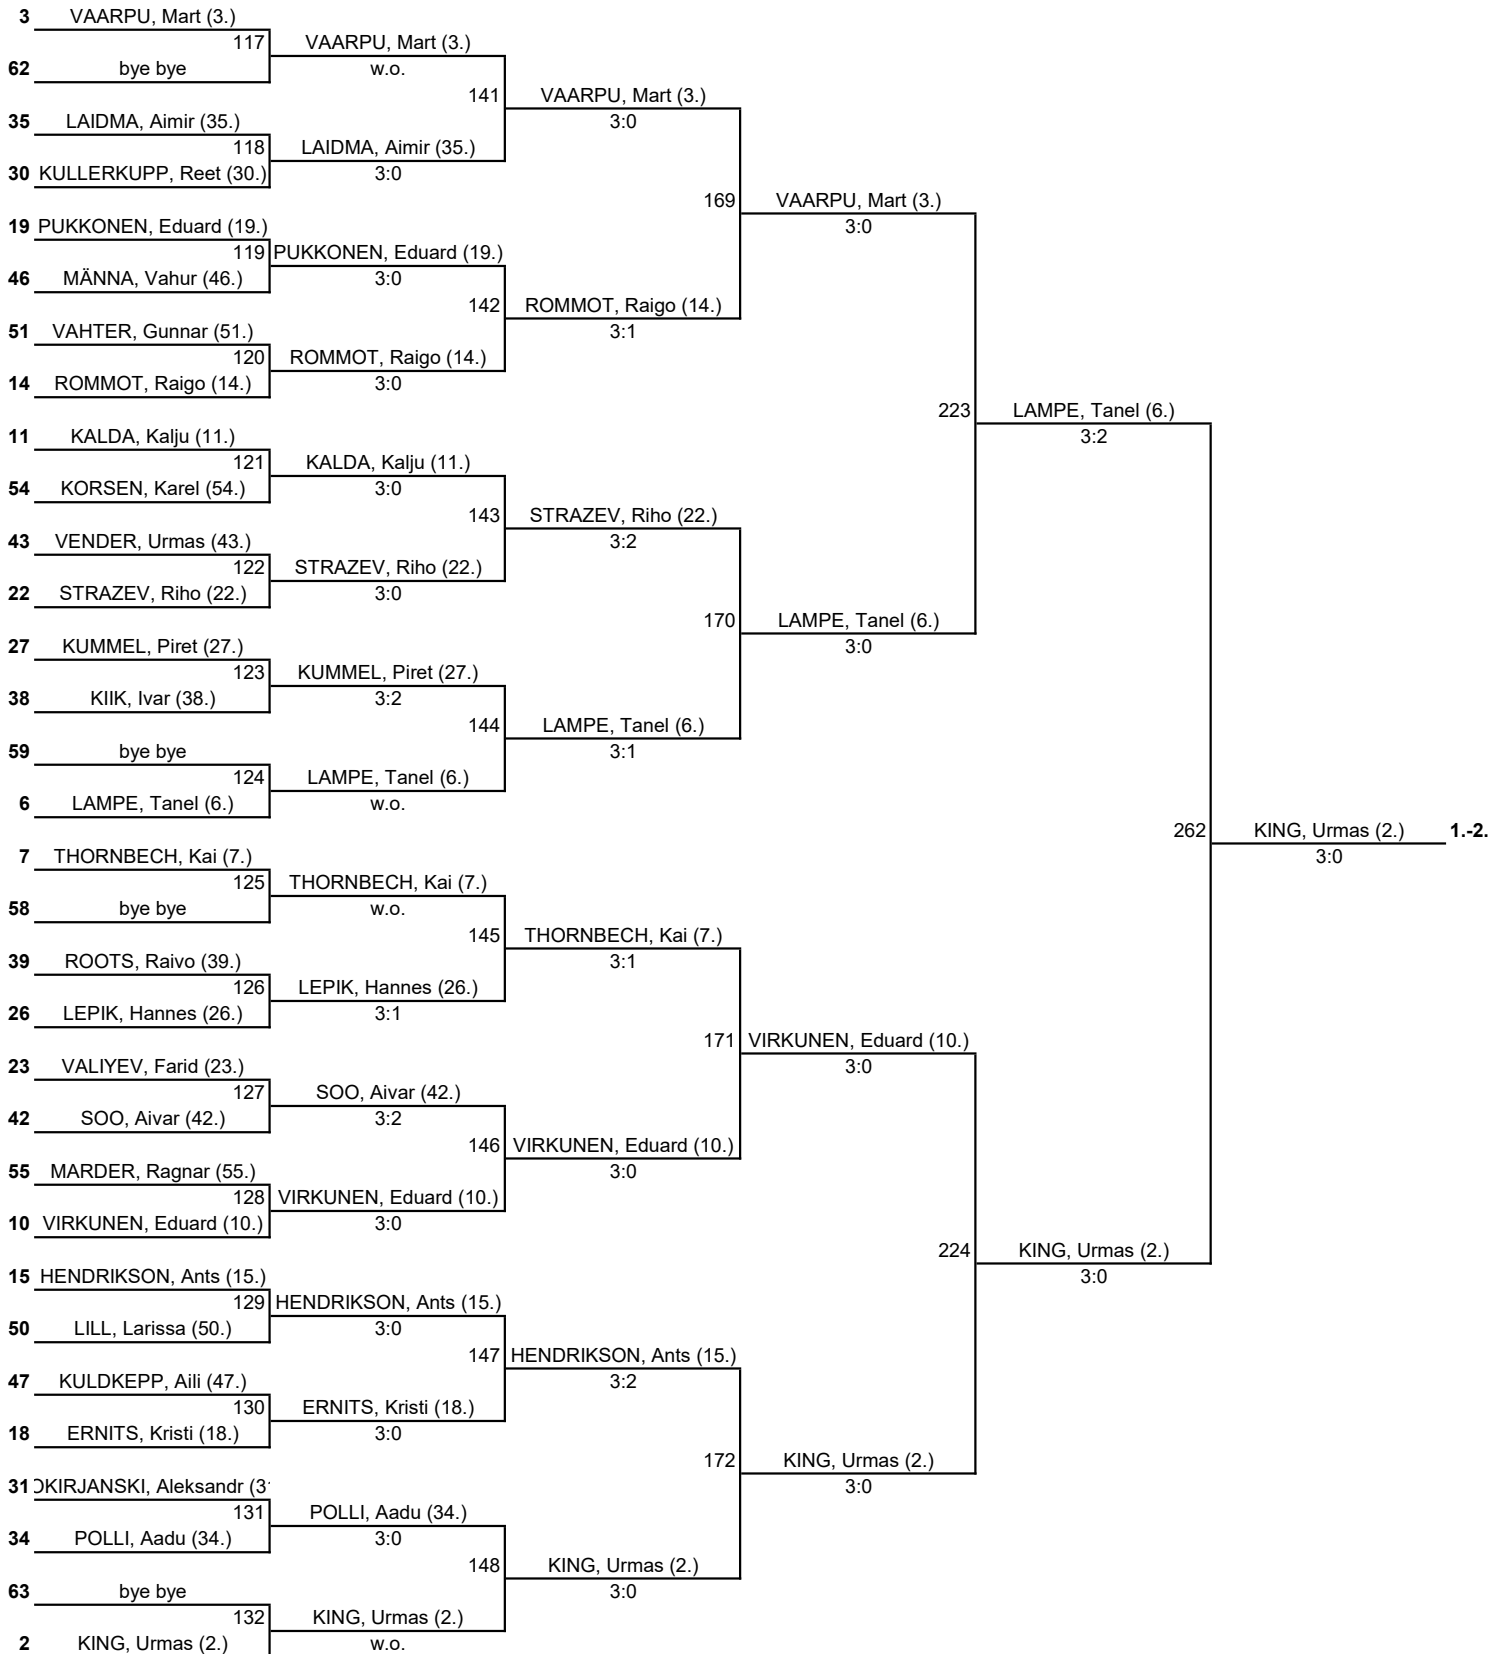 3 VAARPU, Mart (3.)
117 VAARPU, Mart (3.)
62 bye bye w.o.
141 VAARPU, Mart (3.)
35 LAIDMA, Aimir (35.) 3:0
118 LAIDMA, Aimir (35.)
30 KULLERKUPP, Reet (30.) 3:0
169 VAARPU, Mart (3.)
19 PUKKONEN, Eduard (19.) 3:0
119 PUKKONEN, Eduard (19.)
46 MÄNNA, Vahur (46.) 3:0
142 ROMMOT, Raigo (14.)
51 VAHTER, Gunnar (51.) 3:1
120 ROMMOT, Raigo (14.)
14 ROMMOT, Raigo (14.) 3:0
223 LAMPE, Tanel (6.)
11 KALDA, Kalju (11.) 3:2
121 KALDA, Kalju (11.)
54 KORSEN, Karel (54.) 3:0
143 STRAZEV, Riho (22.)
43 VENDER, Urmas (43.) 3:2
122 STRAZEV, Riho (22.)
22 STRAZEV, Riho (22.) 3:0
170 LAMPE, Tanel (6.)
27 KUMMEL, Piret (27.) 3:0
123 KUMMEL, Piret (27.)
38 KIIK, Ivar (38.) 3:2
144 LAMPE, Tanel (6.)
59 bye bye 3:1
124 LAMPE, Tanel (6.)
6 LAMPE, Tanel (6.) w.o.
262 KING, Urmas (2.) 1.-2.
7 THORNBECH, Kai (7.) 3:0
125 THORNBECH, Kai (7.)
58 bye bye w.o.
145 THORNBECH, Kai (7.)
39 ROOTS, Raivo (39.) 3:1
126 LEPIK, Hannes (26.)
26 LEPIK, Hannes (26.) 3:1
171 VIRKUNEN, Eduard (10.)
23 VALIYEV, Farid (23.) 3:0
127 SOO, Aivar (42.)
42 SOO, Aivar (42.) 3:2
146 VIRKUNEN, Eduard (10.)
55 MARDER, Ragnar (55.) 3:0
128 VIRKUNEN, Eduard (10.)
10 VIRKUNEN, Eduard (10.) 3:0
224 KING, Urmas (2.)
15 HENDRIKSON, Ants (15.) 3:0
129 HENDRIKSON, Ants (15.)
50 LILL, Larissa (50.) 3:0
147 HENDRIKSON, Ants (15.)
47 KULDKEPP, Aili (47.) 3:2
130 ERNITS, Kristi (18.)
18 ERNITS, Kristi (18.) 3:0
172 KING, Urmas (2.)
31 OKIRJANSKI, Aleksandr (31 3:0
131 POLLI, Aadu (34.)
34 POLLI, Aadu (34.) 3:0
148 KING, Urmas (2.)
63 bye bye 3:0
132 KING, Urmas (2.)
2 KING, Urmas (2.) w.o.